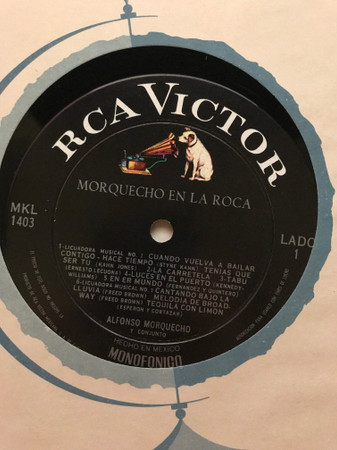 RCA VICTOR
MORQUECHO EN LA ROCA
MKL
1403
LADO
1
1-LICUADORA MUSICAL NO. 1 CUANDO VUELVA A BAILAR
CONTIGO - HACE TIEMPO (STYNE KAHN) TENIAS QUE
SER TU (KAHN JONES) 2-LA CARRETELA 3-TABU
(ERNESTO LECUONA) 4-LUCES EN EL PUERTO (KENNEDY-
WILLIAMS) 5 EN ER MUNDO (FERNANDEZ Y QUINTERO)
6-LICUADORA MUSICAL NO. 1 CANTANDO BAJO LA
LLUVIA (FREED BROWN) MELODIA DE BROAD.
WAY (FREED BROWN) TEQUILA CON LIMON
(ESPERON Y CORTAZAR)
ALFONSO MORQUECHO
Y CONJUNTO
HECHO EN MEXICO
MONOFONICO